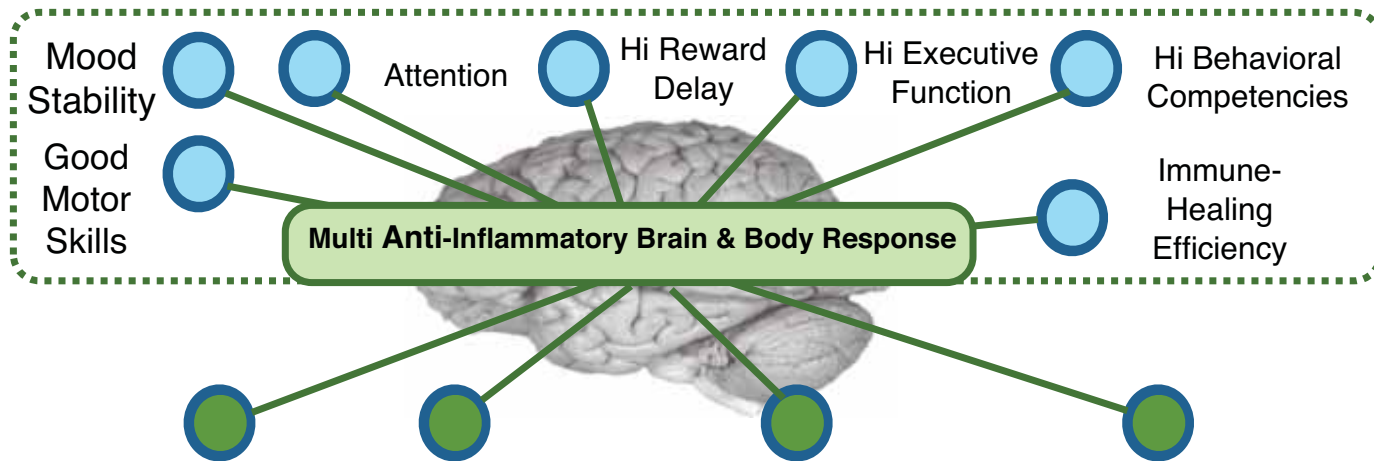 Mood
Stability
Attention
Hi Reward
Delay
Hi Executive
Function
Hi Behavioral
Competencies
Good
Motor
Skills
Immune-
Healing
Efficiency
Multi Anti-Inflammatory Brain & Body Response